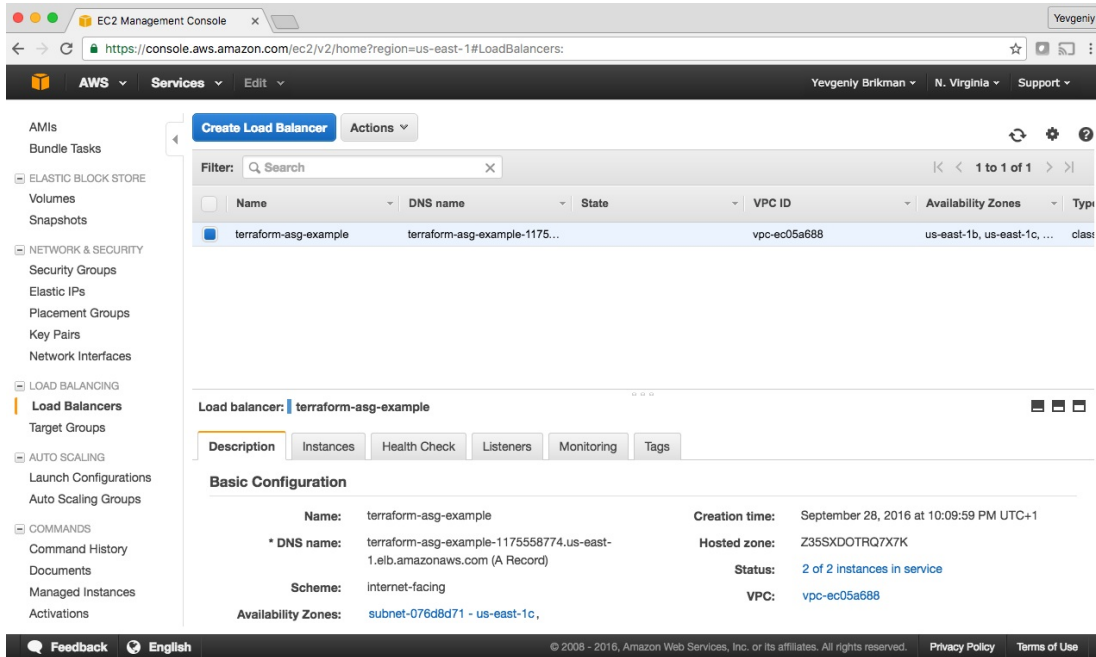 EC2 Management Console
Yevgeniy
https://console.aws.amazon.com/ec2/v2/home?region=us-east-1#LoadBalancers:
AWS Services Edit Yevgeniy Brikman N. Virginia Support
AMIs
Bundle Tasks
ELASTIC BLOCK STORE
Volumes
Snapshots
NETWORK & SECURITY
Security Groups
Elastic IPs
Placement Groups
Key Pairs
Network Interfaces
LOAD BALANCING
Load Balancers
Target Groups
AUTO SCALING
Launch Configurations
Auto Scaling Groups
COMMANDS
Command History
Documents
Managed Instances
Activations
Create Load Balancer Actions
Filter: Search 1 to 1 of 1
Name DNS name State VPC ID Availability Zones Type
terraform-asg-example terraform-asg-example-1175... vpc-ec05a688 us-east-1b, us-east-1c, ... class
Load balancer: terraform-asg-example
Description Instances Health Check Listeners Monitoring Tags
Basic Configuration
Name: terraform-asg-example
* DNS name: terraform-asg-example-1175558774.us-east-
1.elb.amazonaws.com (A Record)
Scheme: internet-facing
Availability Zones: subnet-076d8d71 - us-east-1c,
Creation time: September 28, 2016 at 10:09:59 PM UTC+1
Hosted zone: Z35SXDOTRQ7X7K
Status: 2 of 2 instances in service
VPC: vpc-ec05a688
Feedback English © 2008 - 2016, Amazon Web Services, Inc. or its affiliates. All rights reserved. Privacy Policy Terms of Use